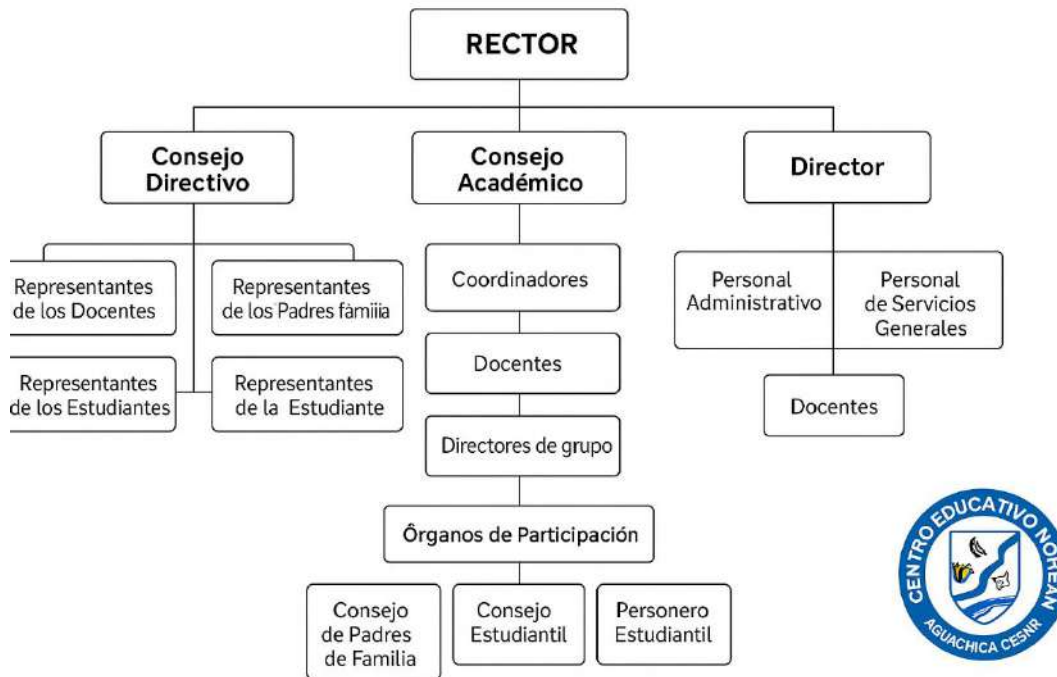 RECTOR
Consejo
Directivo
Consejo
Académico
Director
Representantes
de los Docentes
Representantes
de los Padres fàmiiia
Representantes
de los Estudiantes
Representantes
de la Estudiante
Coordinadores
Docentes
Directores de grupo
Personal
Administrativo
Personal
de Servicios
Generales
Docentes
Ôrganos de Participación
Consejo
de Padres
de Familia
Consejo
Estudiantil
Personero
Estudiantil
CENTRO EDUCATIVO NOREAN
AGUACHICA CESNR